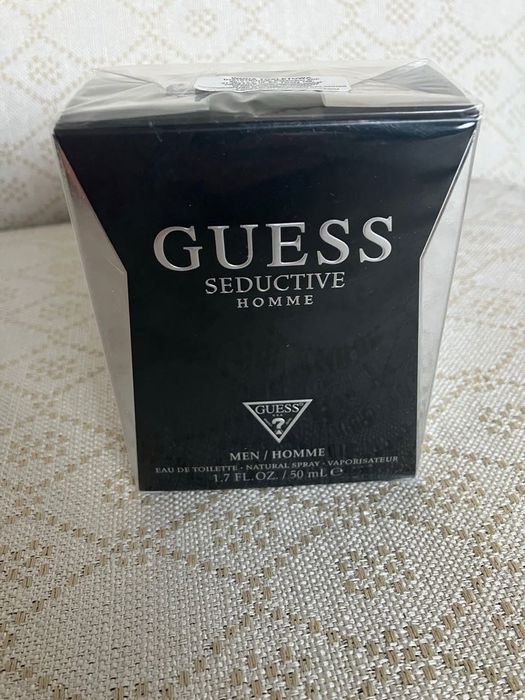 GUESS
SEDUCTIVE
HOMME
GUESS®
?
MEN / HOMME
EAU DE TOILETTE • NATURAL SPRAY • VAPORISATEUR
1.7 FL.OZ. / 50 mL ℮